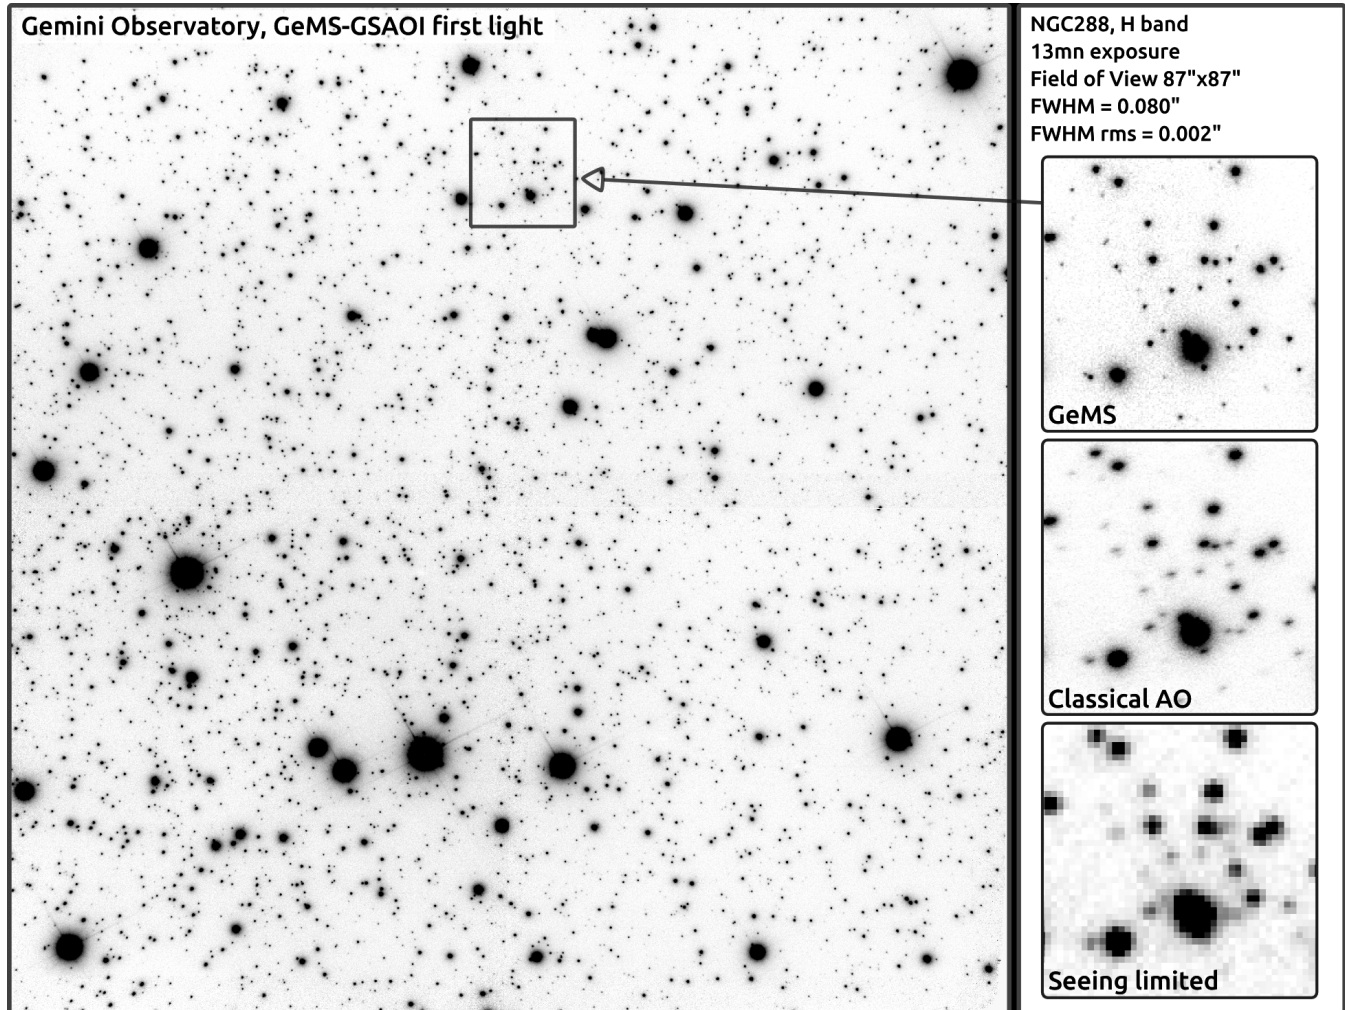 Gemini Observatory, GeMS-GSAOI first light
NGC288, H band
13mn exposure
Field of View 87"x87"
FWHM = 0.080"
FWHM rms = 0.002"
GeMS
Classical AO
Seeing limited